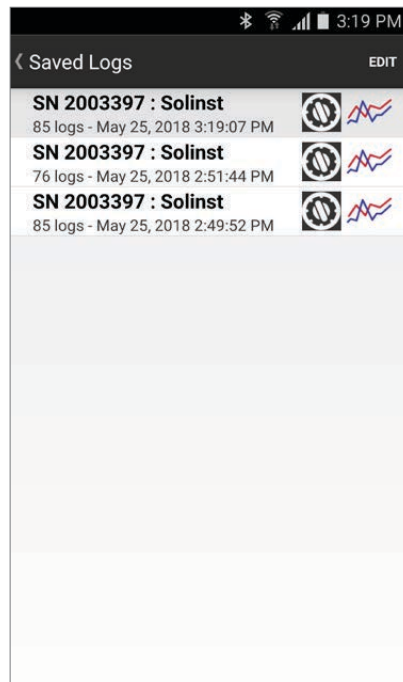 3:19 PM
Saved Logs EDIT
SN 2003397 : Solinst
85 logs - May 25, 2018 3:19:07 PM
SN 2003397 : Solinst
76 logs - May 25, 2018 2:51:44 PM
SN 2003397 : Solinst
85 logs - May 25, 2018 2:49:52 PM